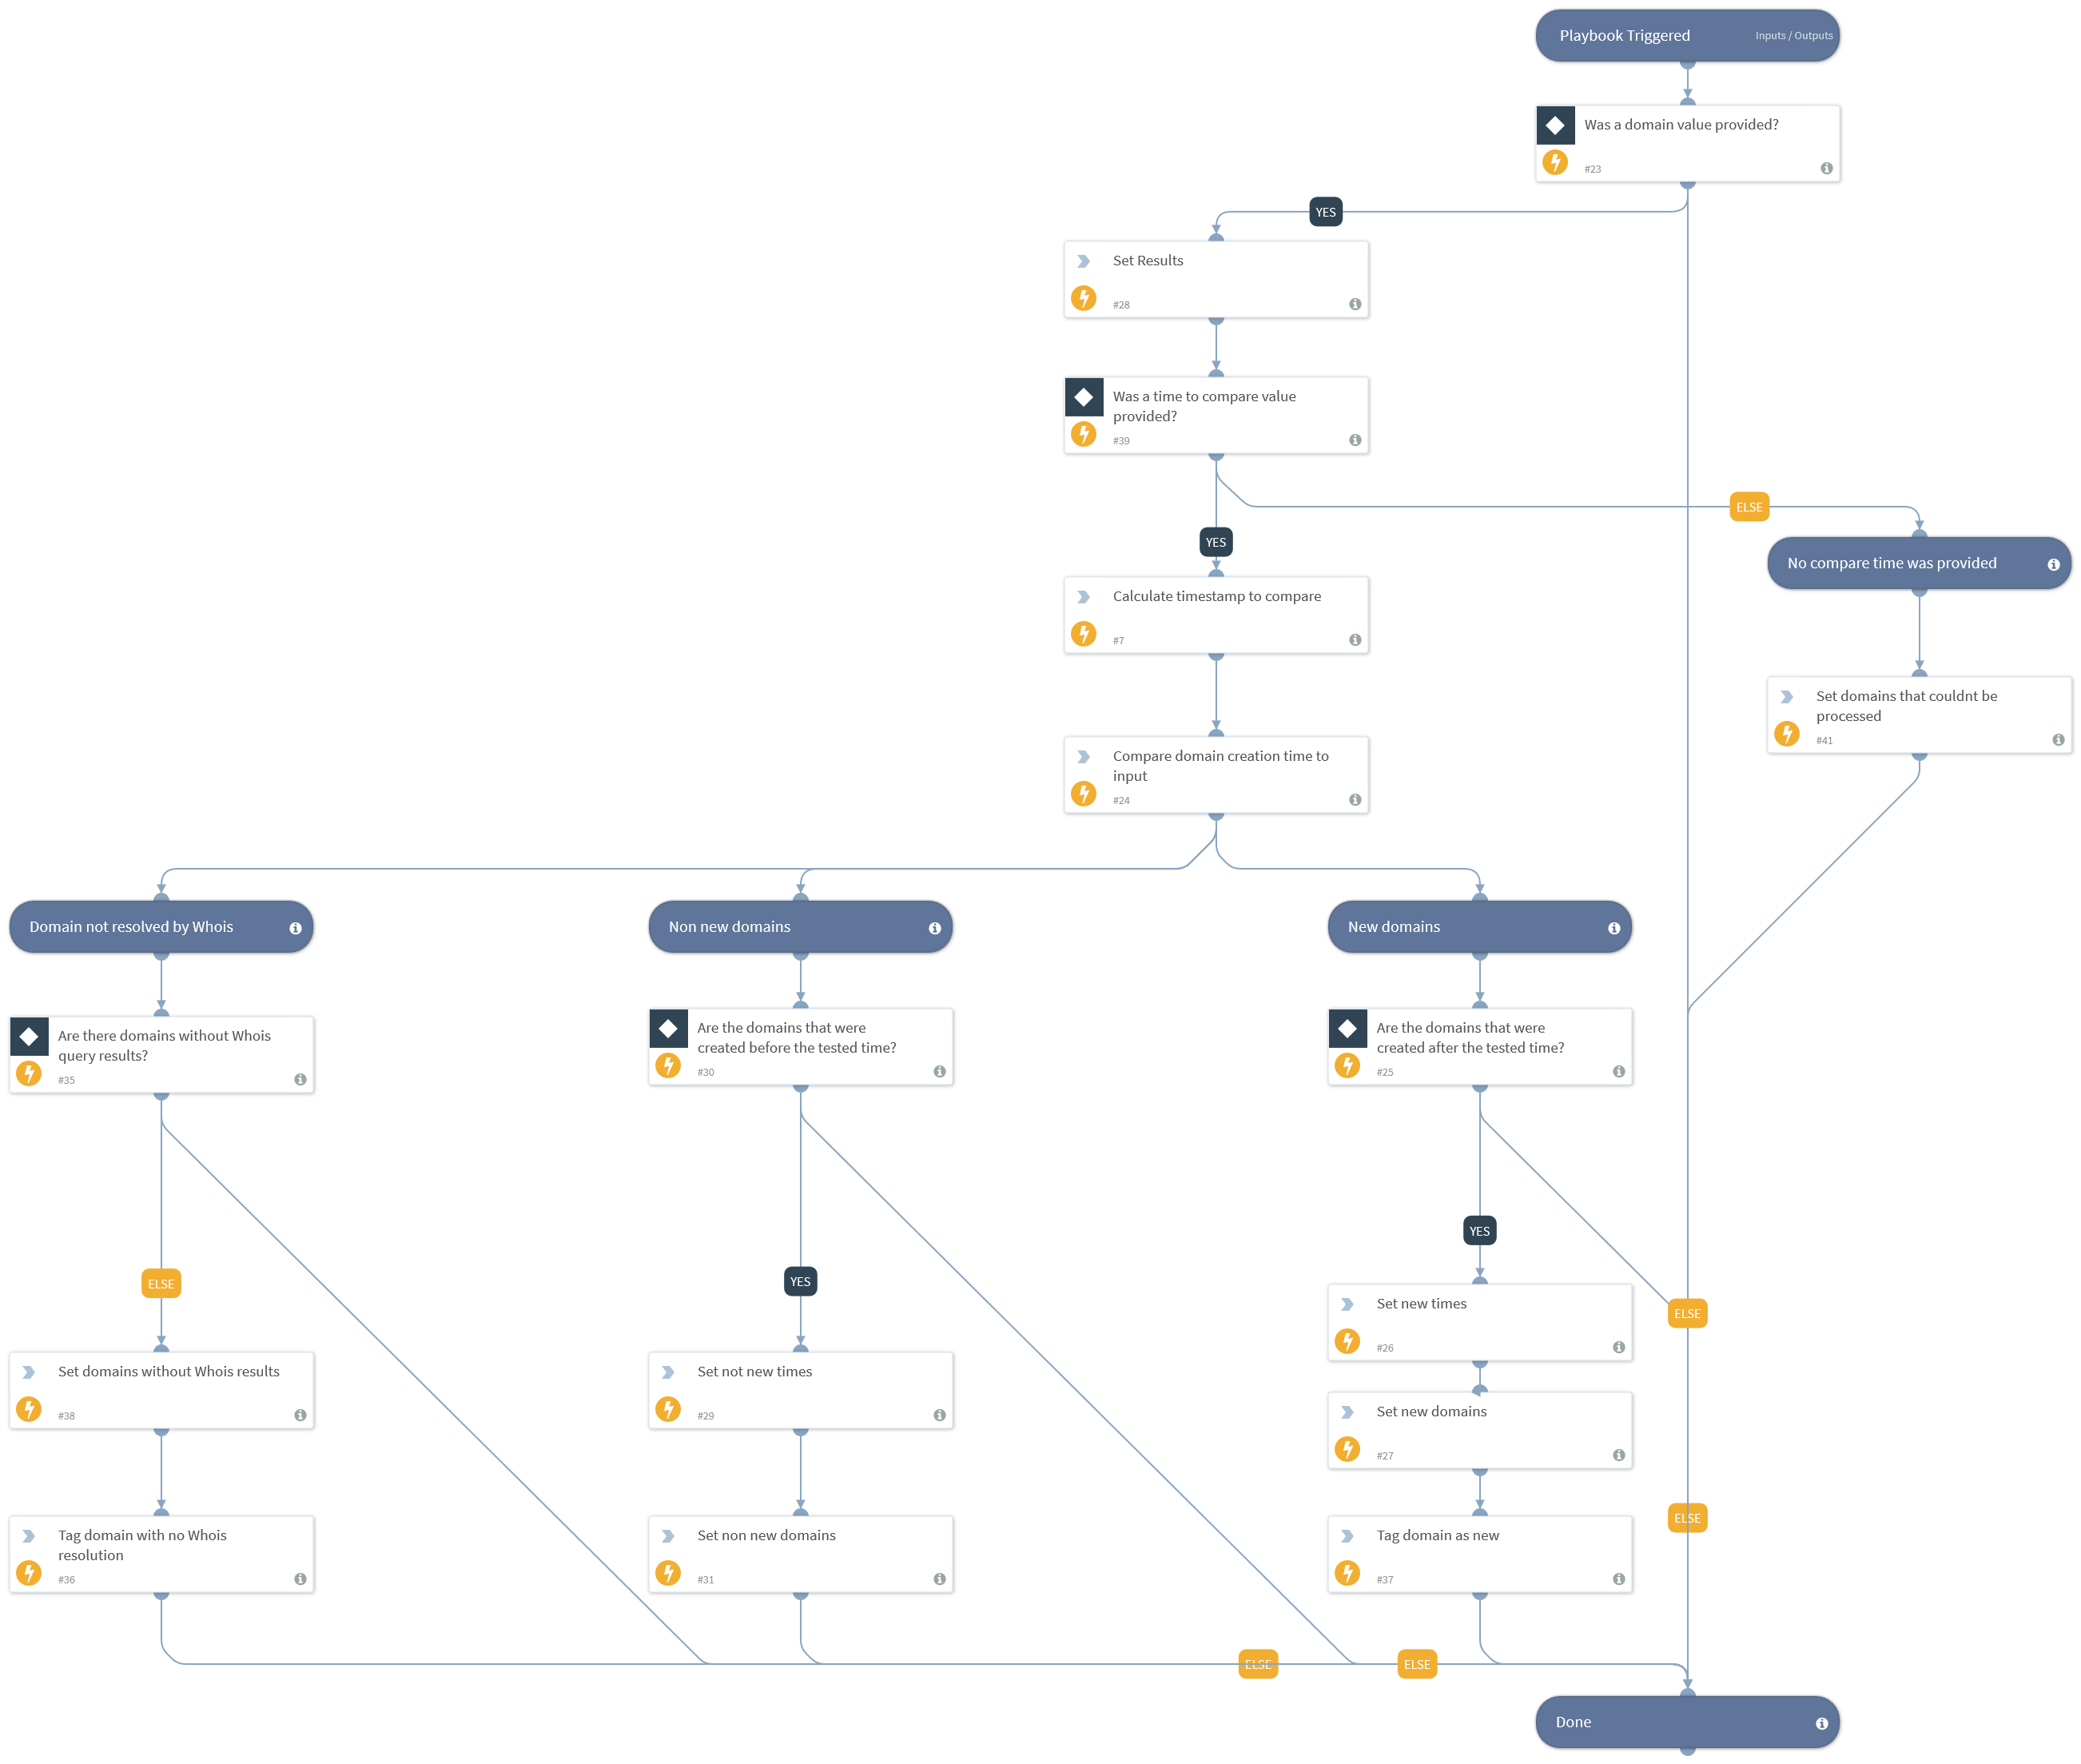 Playbook Triggered
Inputs / Outputs
Was a domain value provided?
#23
YES
Set Results
#28
Was a time to compare value
provided?
#39
ELSE
YES
No compare time was provided
Calculate timestamp to compare
#7
Set domains that couldnt be
processed
#41
Compare domain creation time to
input
#24
Domain not resolved by Whois
Non new domains
New domains
Are there domains without Whois
query results?
#35
Are the domains that were
created before the tested time?
#30
Are the domains that were
created after the tested time?
#25
ELSE
YES
YES
Set new times
#26
ELSE
Set domains without Whois results
#38
Set not new times
#29
Set new domains
#27
ELSE
Tag domain with no Whois
resolution
#36
Set non new domains
#31
Tag domain as new
#37
ELSE
ELSE
Done